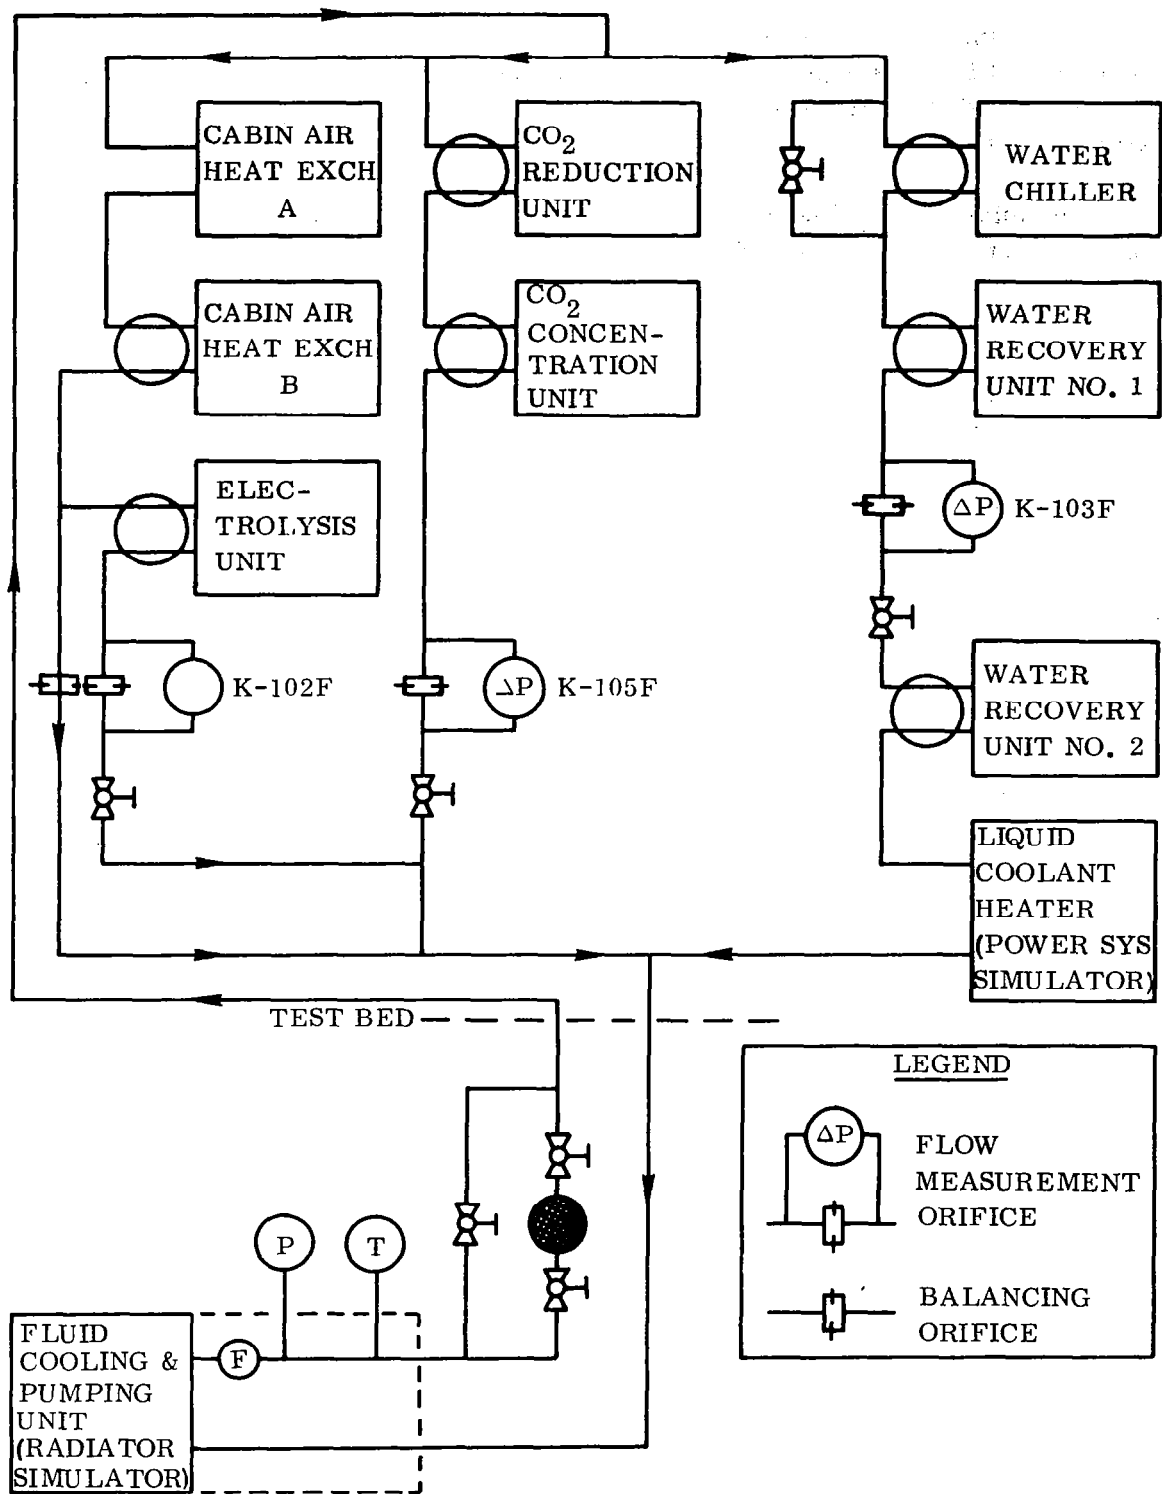 CABIN AIR
HEAT EXCH
A
CO2
REDUCTION
UNIT
WATER
CHILLER
CABIN AIR
HEAT EXCH
B
CO2
CONCEN-
TRATION
UNIT
WATER
RECOVERY
UNIT NO. 1
ELEC-
TROLYSIS
UNIT
ΔP
K-103F
K-102F
ΔP
K-105F
WATER
RECOVERY
UNIT NO. 2
LIQUID
COOLANT
HEATER
(POWER SYS
SIMULATOR)
TEST BED
LEGEND
ΔP
FLOW
MEASUREMENT
ORIFICE
BALANCING
ORIFICE
P
T
F
FLUID
COOLING &
PUMPING
UNIT
(RADIATOR
SIMULATOR)